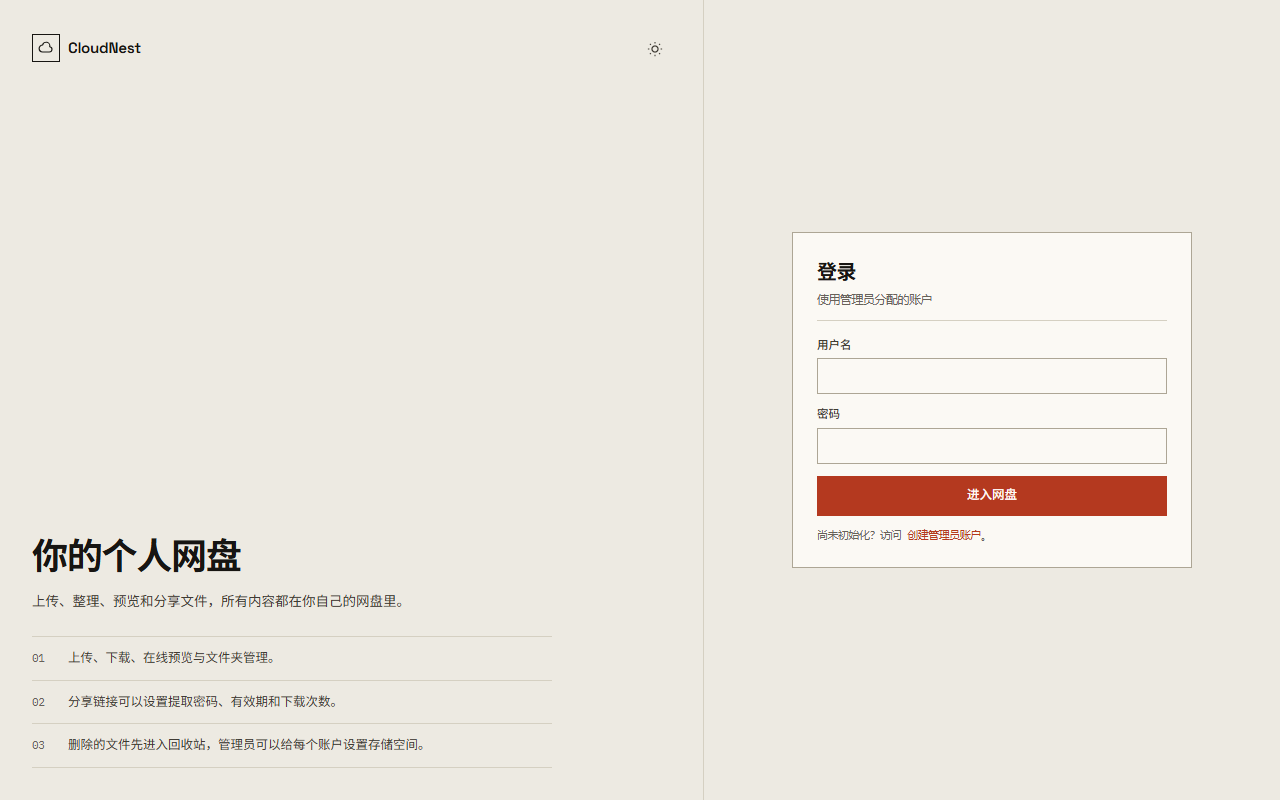 CloudNest
你的个人网盘
上传、整理、预览和分享文件，所有内容都在你自己的网盘里。
01 上传、下载、在线预览与文件夹管理。
02 分享链接可以设置提取密码、有效期和下载次数。
03 删除的文件先进入回收站，管理员可以给每个账户设置存储空间。
登录
使用管理员分配的账户
用户名
密码
进入网盘
尚未初始化？访问 创建管理员账户。